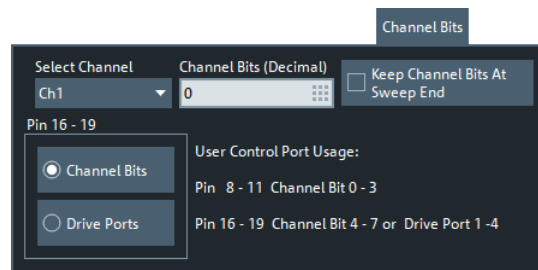 Channel Bits
Select Channel
Channel Bits (Decimal)
Ch1
0
Keep Channel Bits At
Sweep End
Pin 16 - 19
Channel Bits
Drive Ports
User Control Port Usage:
Pin 8 - 11 Channel Bit 0 - 3
Pin 16 - 19 Channel Bit 4 - 7 or Drive Port 1 -4